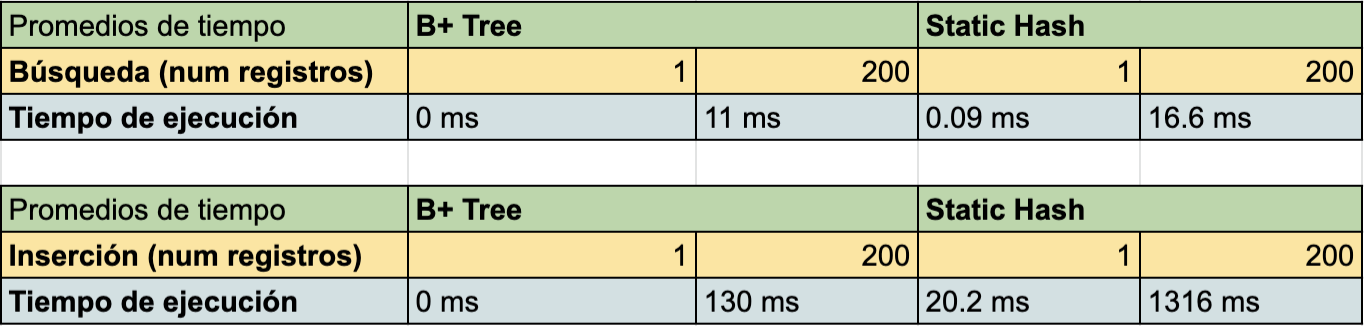 Promedios de tiempo B+ Tree Static Hash
Búsqueda (num registros) 1 200 1 200
Tiempo de ejecución 0 ms 11 ms 0.09 ms 16.6 ms
Promedios de tiempo B+ Tree Static Hash
Inserción (num registros) 1 200 1 200
Tiempo de ejecución 0 ms 130 ms 20.2 ms 1316 ms